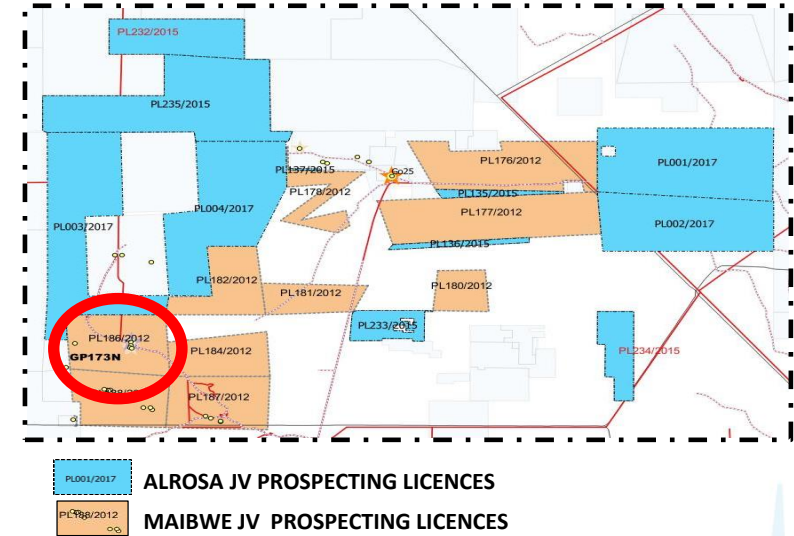 PL232/2015
PL235/2015
PL137/2015
Go25
PL176/2012
PL001/2017
PL178/2012
PL135/2015
PL004/2017
PL177/2012
PL003/2017
PL002/2017
PL136/2015
PL182/2012
PL181/2012
PL180/2012
PL233/2015
PL186/2012
GP173N
PL184/2012
PL234/2015
PL187/2012
PL001/2017 ALROSA JV PROSPECTING LICENCES
PL188/2012 MAIBWE JV PROSPECTING LICENCES